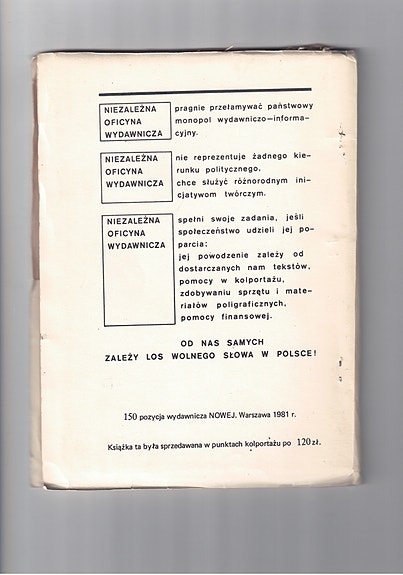 NIEZALEŻNA pragnie przełamywać państwowy
OFICYNA monopol wydawniczo—informa-
WYDAWNICZA cyjny.
NIEZALEŻNA nie reprezentuje żadnego kie-
OFICYNA runku politycznego.
WYDAWNICZA chce służyć różnorodnym ini-
cjatywom twórczym.
NIEZALEŻNA spełni swoje zadania, jeśli
OFICYNA społeczeństwo udzieli jej po-
WYDAWNICZA parcia;
jej powodzenie zależy od
dostarczanych nam tekstów,
pomocy w kolportażu,
zdobywaniu sprzętu i mate-
riałów poligraficznych,
pomocy finansowej.
OD NAS SAMYCH
ZALEŻY LOS WOLNEGO SŁOWA W POLSCE!
150 pozycja wydawnicza NOWEJ. Warszawa 1981 r.
Książka ta była sprzedawana w punktach kolportażu po 120 zł.